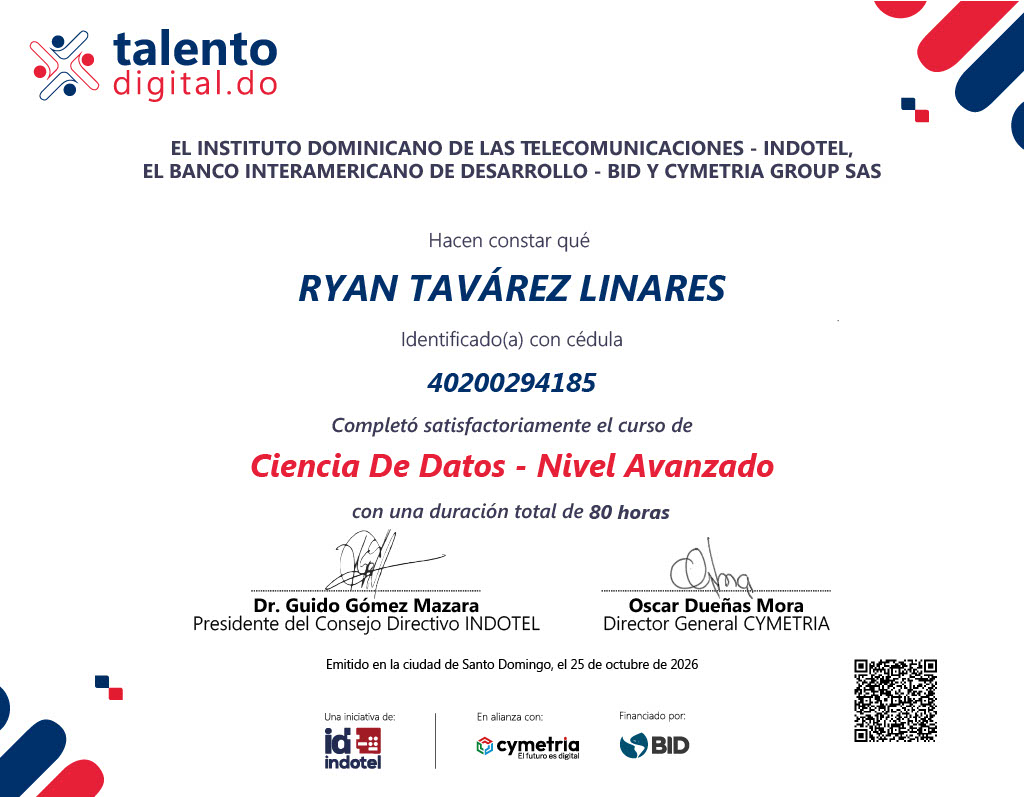 talento
digital.do
EL INSTITUTO DOMINICANO DE LAS TELECOMUNICACIONES - INDOTEL,
EL BANCO INTERAMERICANO DE DESARROLLO - BID Y CYMETRIA GROUP SAS
Hacen constar qué
RYAN TAVÁREZ LINARES
Identificado(a) con cédula
40200294185
Completó satisfactoriamente el curso de
Ciencia De Datos - Nivel Avanzado
con una duración total de 80 horas
Dr. Guido Gómez Mazara
Presidente del Consejo Directivo INDOTEL
Oscar Dueñas Mora
Director General CYMETRIA
Emitido en la ciudad de Santo Domingo, el 25 de octubre de 2026
Una iniciativa de:
id
indotel
En alianza con:
cymetria
El futuro es digital
Financiado por:
BID